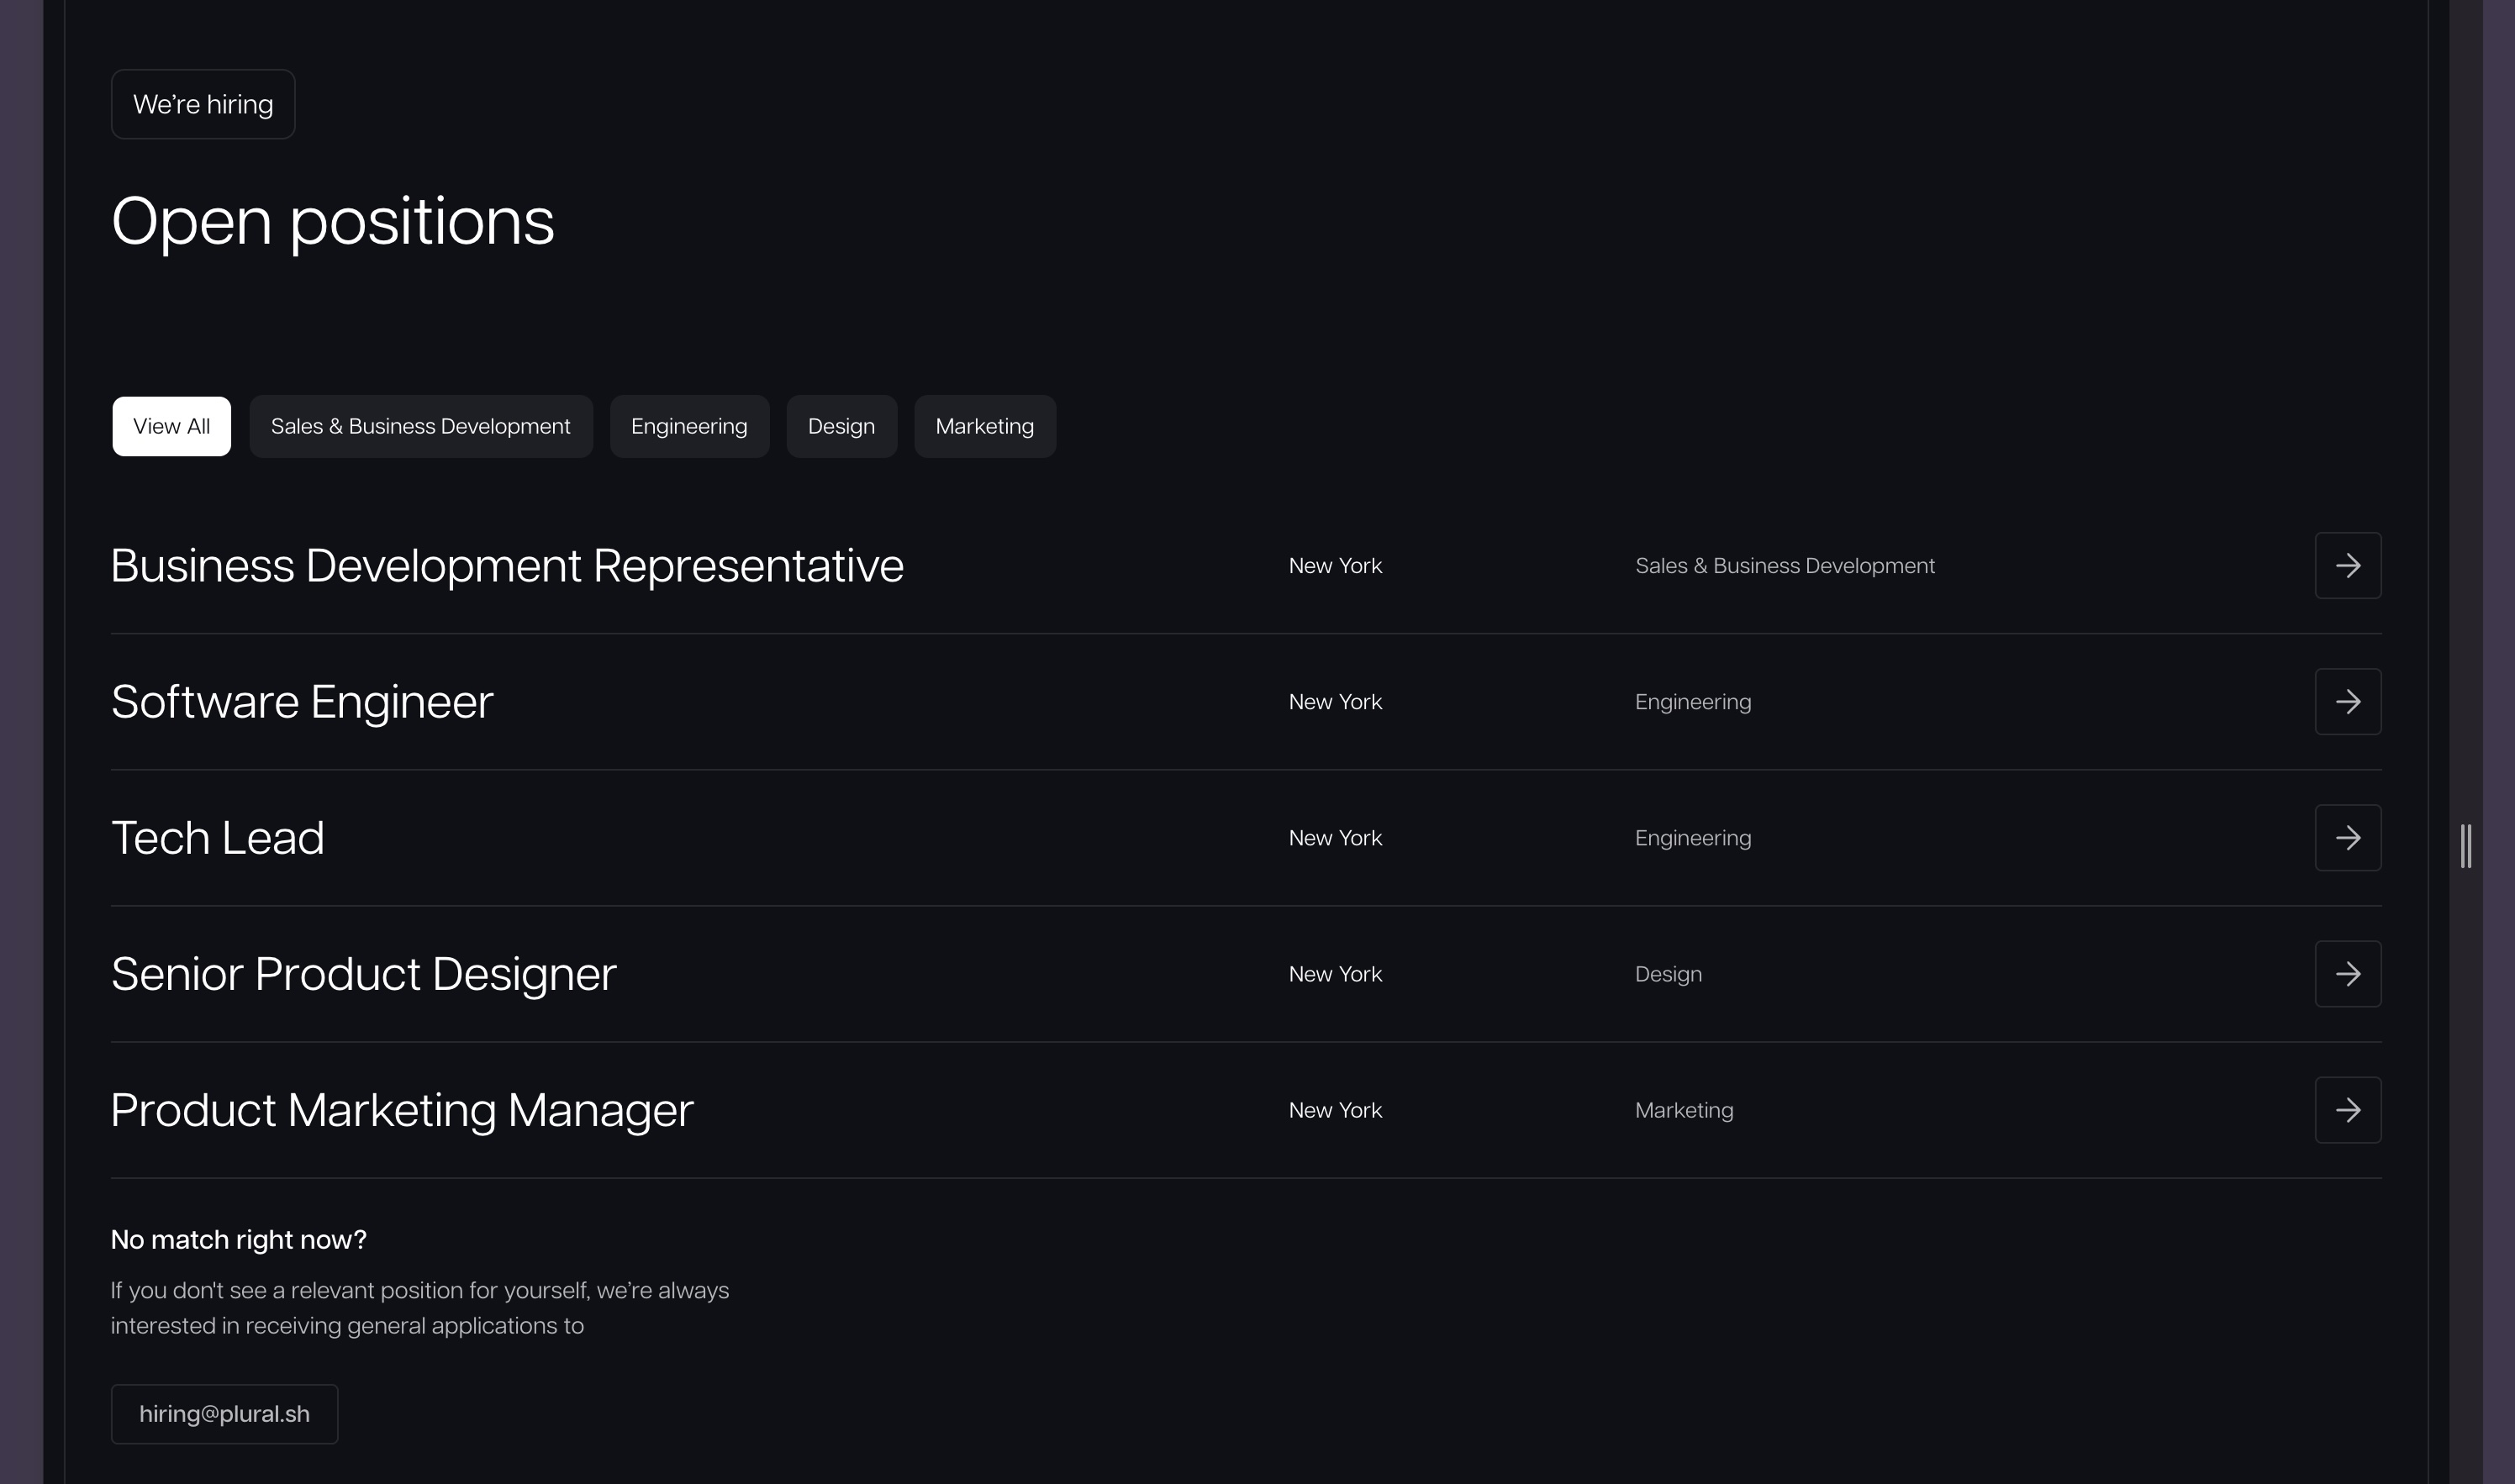 We’re hiring
Open positions
View All
Sales & Business Development
Engineering
Design
Marketing
Business Development Representative
New York
Sales & Business Development
Software Engineer
New York
Engineering
Tech Lead
New York
Engineering
Senior Product Designer
New York
Design
Product Marketing Manager
New York
Marketing
No match right now?
If you don't see a relevant position for yourself, we’re always
interested in receiving general applications to
hiring@plural.sh